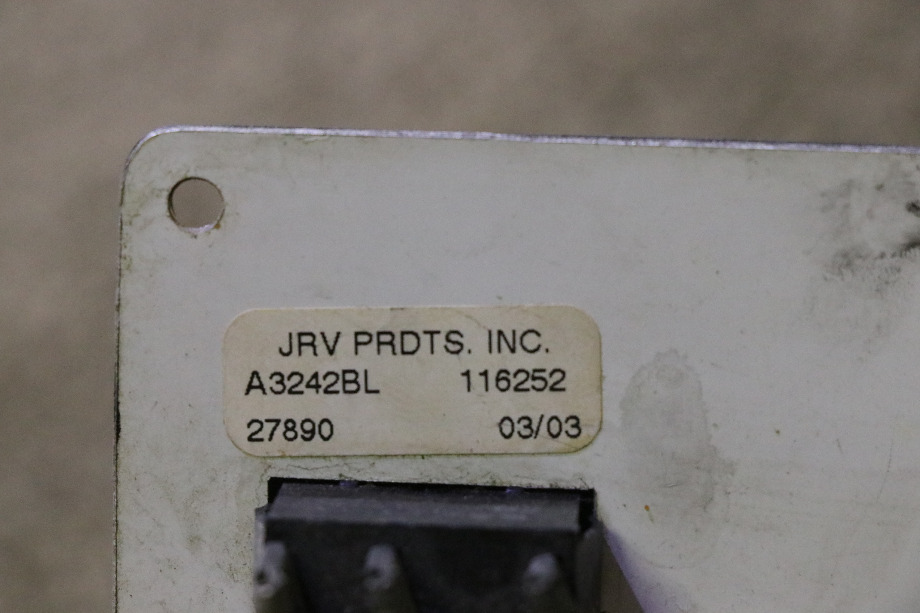 JRV PRDTS. INC.
A3242BL 116252
27890 03/03